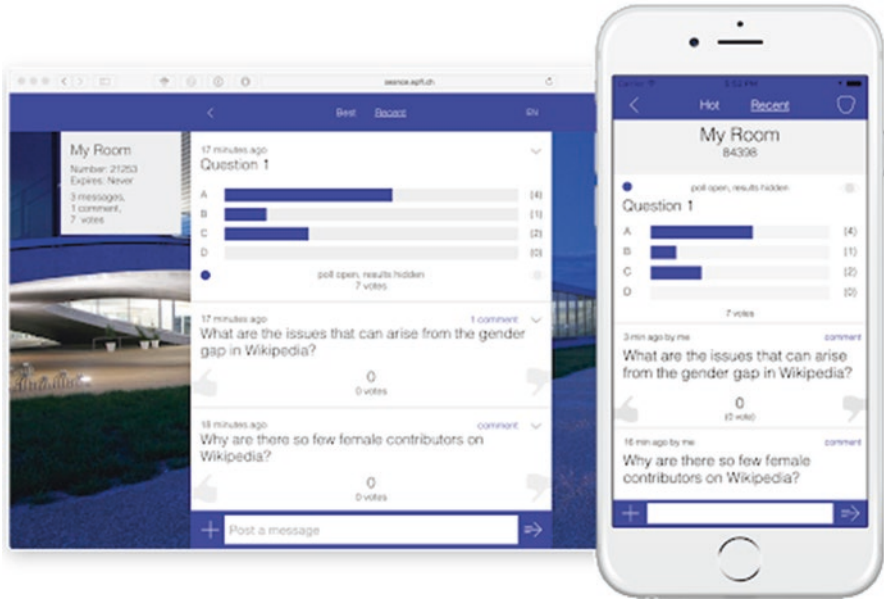 seance.epfl.ch
Best Recent EN
My Room
Number: 21253
Expires: Never
3 messages,
1 comment,
7 votes
17 minutes ago
Question 1
A (4)
B (1)
C (2)
D (0)
poll open, results hidden
7 votes
17 minutes ago 1 comment
What are the issues that can arise from the gender
gap in Wikipedia?
0
0 votes
18 minutes ago comment
Why are there so few female contributors on
Wikipedia?
0
0 votes
Post a message
Carrier 5:52 PM
Hot Recent
My Room
84398
poll open, results hidden
Question 1
A (4)
B (1)
C (2)
D (0)
7 votes
3 min ago by me comment
What are the issues that can arise
from the gender gap in Wikipedia?
0
(0 vote)
16 min ago by me comment
Why are there so few female
contributors on Wikipedia?